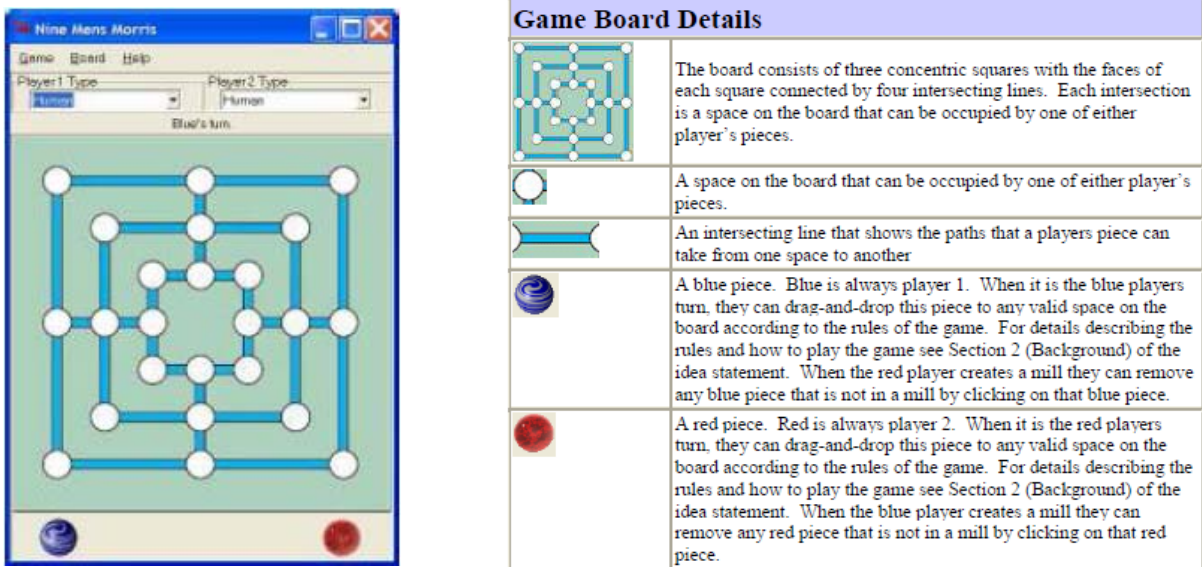 Nine Mens Morris
Game Board Help
Player1 Type
Player2 Type
Human
Human
Blue's turn
Game Board Details
The board consists of three concentric squares with the faces of
each square connected by four intersecting lines. Each intersection
is a space on the board that can be occupied by one of either
player's pieces.
A space on the board that can be occupied by one of either player's
pieces.
An intersecting line that shows the paths that a players piece can
take from one space to another
A blue piece. Blue is always player 1. When it is the blue players
turn, they can drag-and-drop this piece to any valid space on the
board according to the rules of the game. For details describing the
rules and how to play the game see Section 2 (Background) of the
idea statement. When the red player creates a mill they can remove
any blue piece that is not in a mill by clicking on that blue piece.
A red piece. Red is always player 2. When it is the red players
turn, they can drag-and-drop this piece to any valid space on the
board according to the rules of the game. For details describing the
rules and how to play the game see Section 2 (Background) of the
idea statement. When the blue player creates a mill they can
remove any red piece that is not in a mill by clicking on that red
piece.